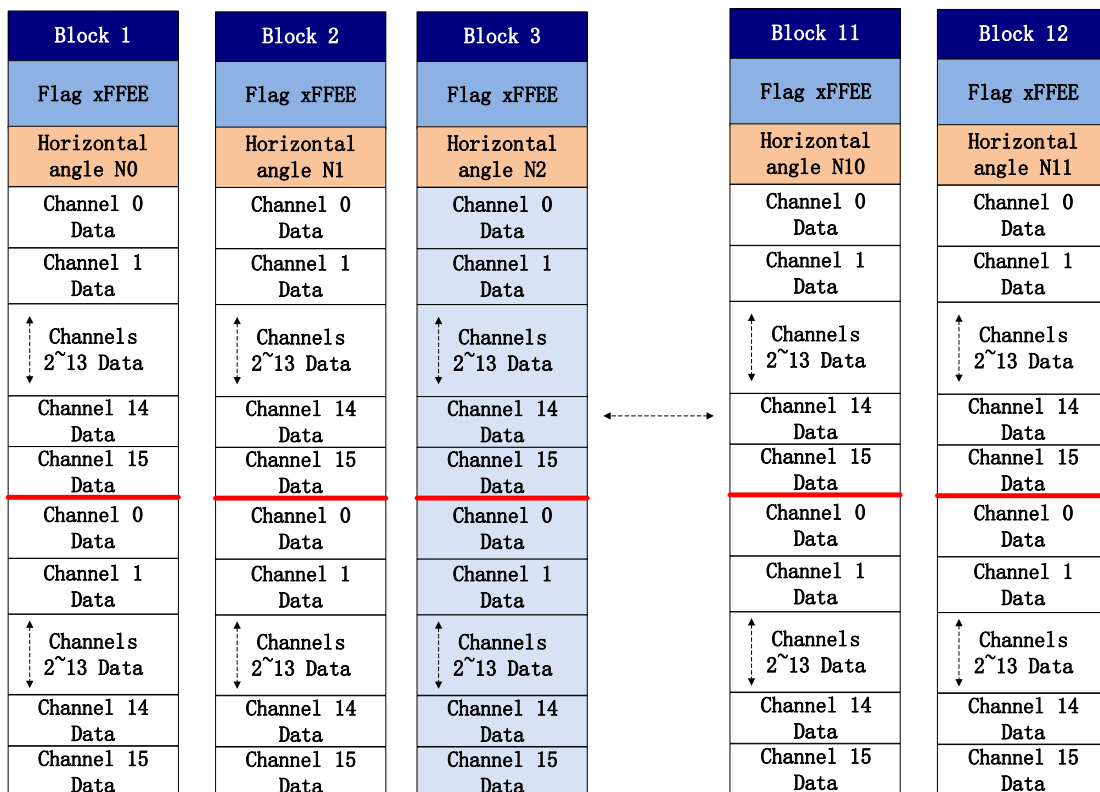 Block 1
Flag xFFEE
Horizontal
angle N0
Channel 0
Data
Channel 1
Data
Channels
2~13 Data
Channel 14
Data
Channel 15
Data
Channel 0
Data
Channel 1
Data
Channels
2~13 Data
Channel 14
Data
Channel 15
Data
Block 2
Flag xFFEE
Horizontal
angle N1
Channel 0
Data
Channel 1
Data
Channels
2~13 Data
Channel 14
Data
Channel 15
Data
Channel 0
Data
Channel 1
Data
Channels
2~13 Data
Channel 14
Data
Channel 15
Data
Block 3
Flag xFFEE
Horizontal
angle N2
Channel 0
Data
Channel 1
Data
Channels
2~13 Data
Channel 14
Data
Channel 15
Data
Channel 0
Data
Channel 1
Data
Channels
2~13 Data
Channel 14
Data
Channel 15
Data
Block 11
Flag xFFEE
Horizontal
angle N10
Channel 0
Data
Channel 1
Data
Channels
2~13 Data
Channel 14
Data
Channel 15
Data
Channel 0
Data
Channel 1
Data
Channels
2~13 Data
Channel 14
Data
Channel 15
Data
Block 12
Flag xFFEE
Horizontal
angle N11
Channel 0
Data
Channel 1
Data
Channels
2~13 Data
Channel 14
Data
Channel 15
Data
Channel 0
Data
Channel 1
Data
Channels
2~13 Data
Channel 14
Data
Channel 15
Data